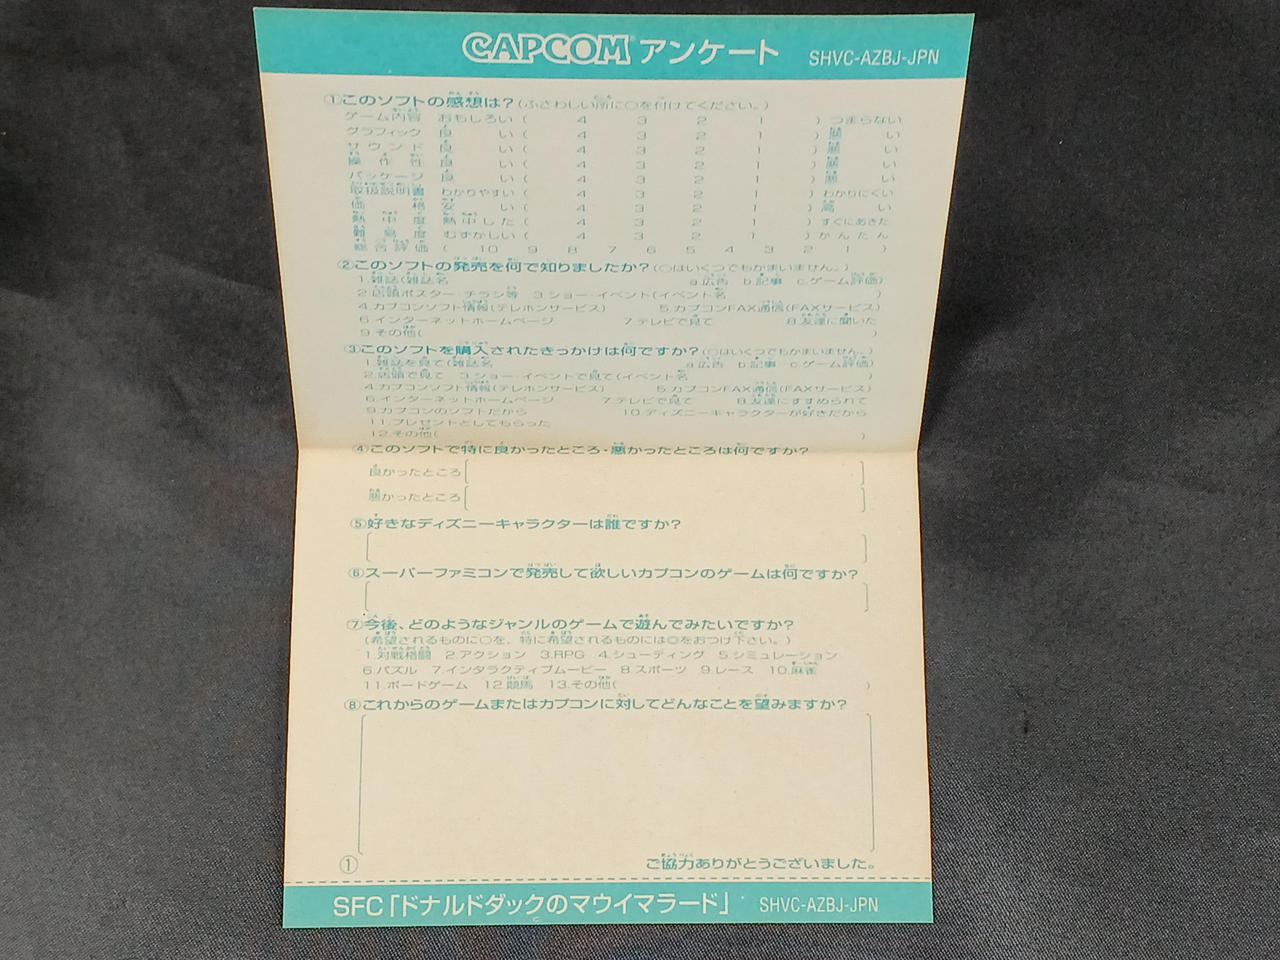 CAPCOM アンケート SHVC-AZBJ-JPN
①このソフトの感想は?(ふさわしい所に○を付けてください。)
ゲーム内容 おもしろい( 4 3 2 1 )つまらない
グラフィック 良い( 4 3 2 1 )悪い
サウンド 良い( 4 3 2 1 )悪い
操作性 良い( 4 3 2 1 )悪い
パッケージ 良い( 4 3 2 1 )悪い
取扱説明書 わかりやすい( 4 3 2 1 )わかりにくい
価格 安い( 4 3 2 1 )高い
熱中度 熱中した( 4 3 2 1 )すぐにあきた
難易度 むずかしい( 4 3 2 1 )かんたん
総合評価 ( 10 9 8 7 6 5 4 3 2 1 )
②このソフトの発売を何で知りましたか?(○はいくつでもかまいません。)
1.雑誌(雑誌名 a.広告 b.記事 c.ゲーム評価)
2.店頭ポスター・チラシ等 3.ショー・イベント(イベント名 )
4.カプコンソフト情報(テレホンサービス) 5.カプコンFAX通信(FAXサービス)
6.インターネットホームページ 7.テレビで見て 8.友達に聞いた
9.その他( )
③このソフトを購入されたきっかけは何ですか?(○はいくつでもかまいません。)
1.雑誌を見て(雑誌名 a.広告 b.記事 c.ゲーム評価)
2.店頭で見て 3.ショー・イベントで見て(イベント名 )
4.カプコンソフト情報(テレホンサービス) 5.カプコンFAX通信(FAXサービス)
6.インターネットホームページ 7.テレビで見て 8.友達にすすめられて
9.カプコンのソフトだから 10.ディズニーキャラクターが好きだから
11.プレゼントとしてもらった
12.その他( )
④このソフトで特に良かったところ・悪かったところは何ですか?
良かったところ
悪かったところ
⑤好きなディズニーキャラクターは誰ですか?
⑥スーパーファミコンで発売して欲しいカプコンのゲームは何ですか?
⑦今後、どのようなジャンルのゲームで遊んでみたいですか?
(希望されるものに○を、特に希望されるものには◎をおつけ下さい。)
1.対戦格闘 2.アクション 3.RPG 4.シューティング 5.シミュレーション
6.パズル 7.インタラクティブムービー 8.スポーツ 9.レース 10.麻雀
11.ボードゲーム 12.競馬 13.その他( )
⑧これからのゲームまたはカプコンに対してどんなことを望みますか?
① ご協力ありがとうございました。
SFC「ドナルドダックのマウイマラード」 SHVC-AZBJ-JPN